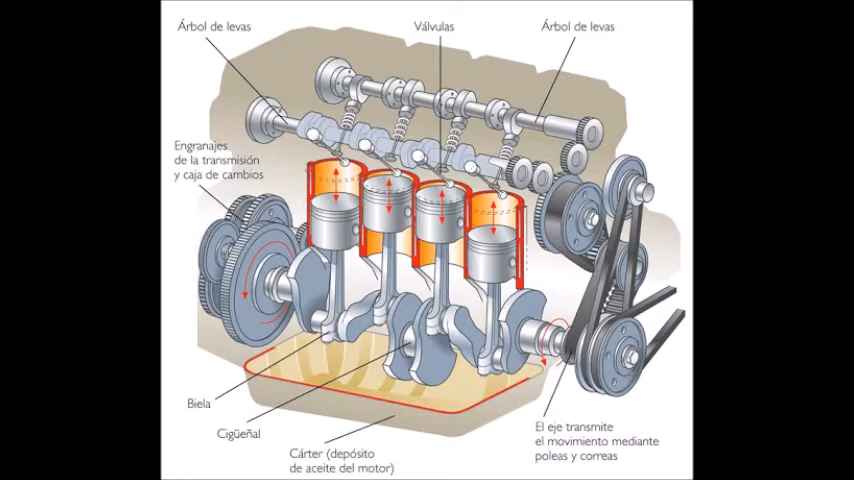 Árbol de levas
Válvulas
Árbol de levas
Engranajes
de la transmisión
y caja de cambios
Biela
Cigüeñal
Cárter (depósito
de aceite del motor)
El eje transmite
el movimiento mediante
poleas y correas